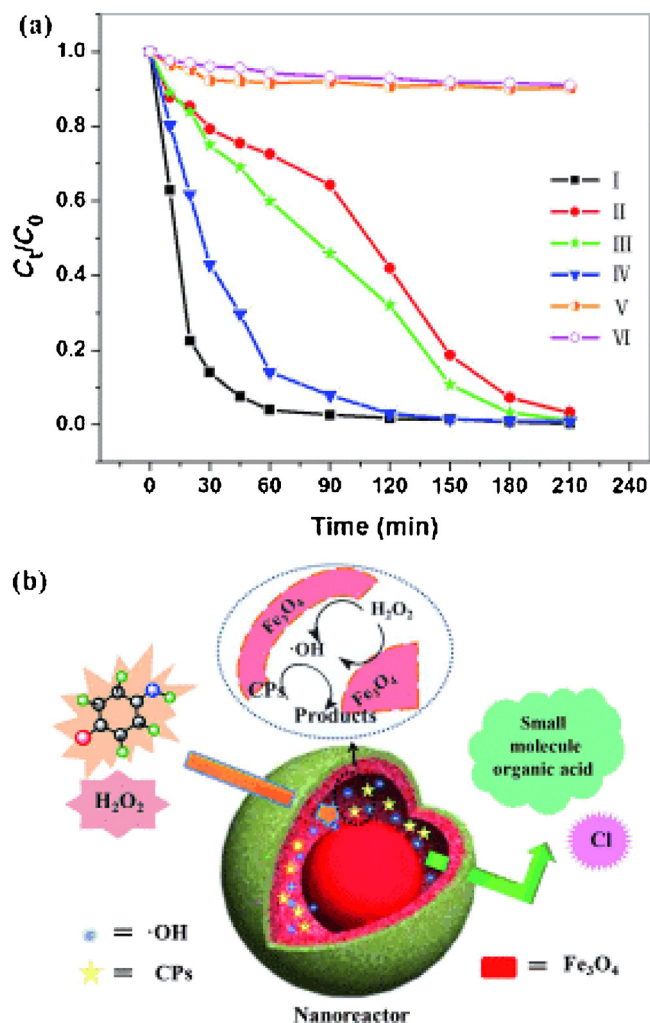 (a)
1.0
0.8
0.6
0.4
0.2
0.0
Cₜ/C₀
I
II
III
IV
V
VI
0 30 60 90 120 150 180 210 240
Time (min)
(b)
Fe₃O₄
H₂O₂
·OH
CPs
Fe₃O₄
Products
H₂O₂
Small
molecule
organic acid
Cl
= ·OH
= CPs
= Fe₃O₄
Nanoreactor